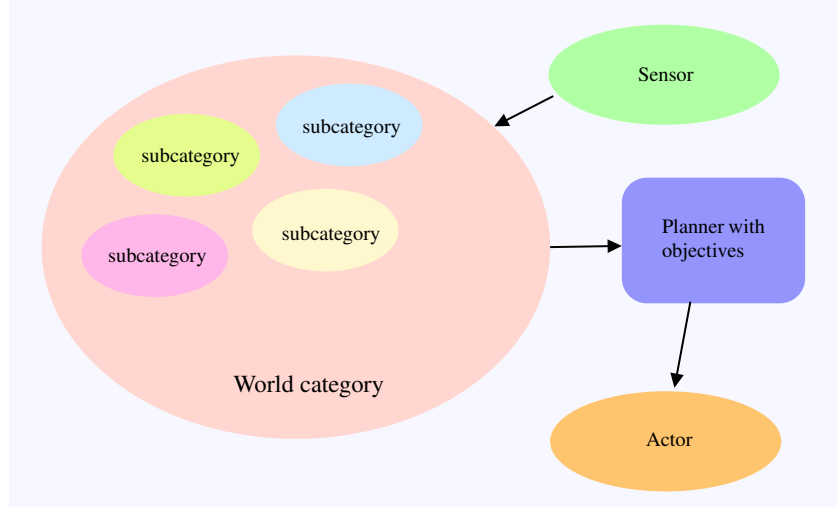 Sensor
subcategory
subcategory
subcategory
subcategory
Planner with
objectives
World category
Actor